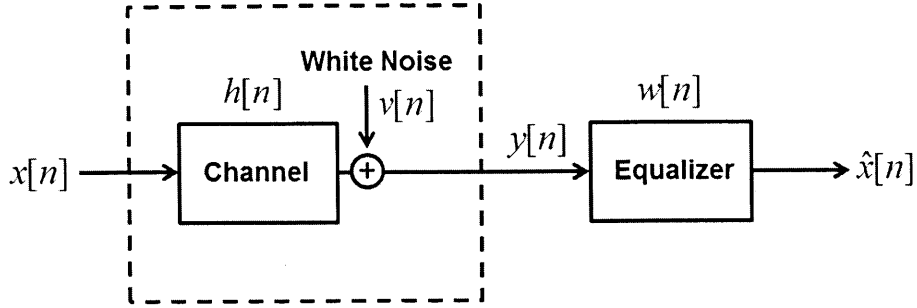 White Noise
h[n]
v[n]
w[n]
y[n]
x[n]
Channel
+
Equalizer
x̂[n]